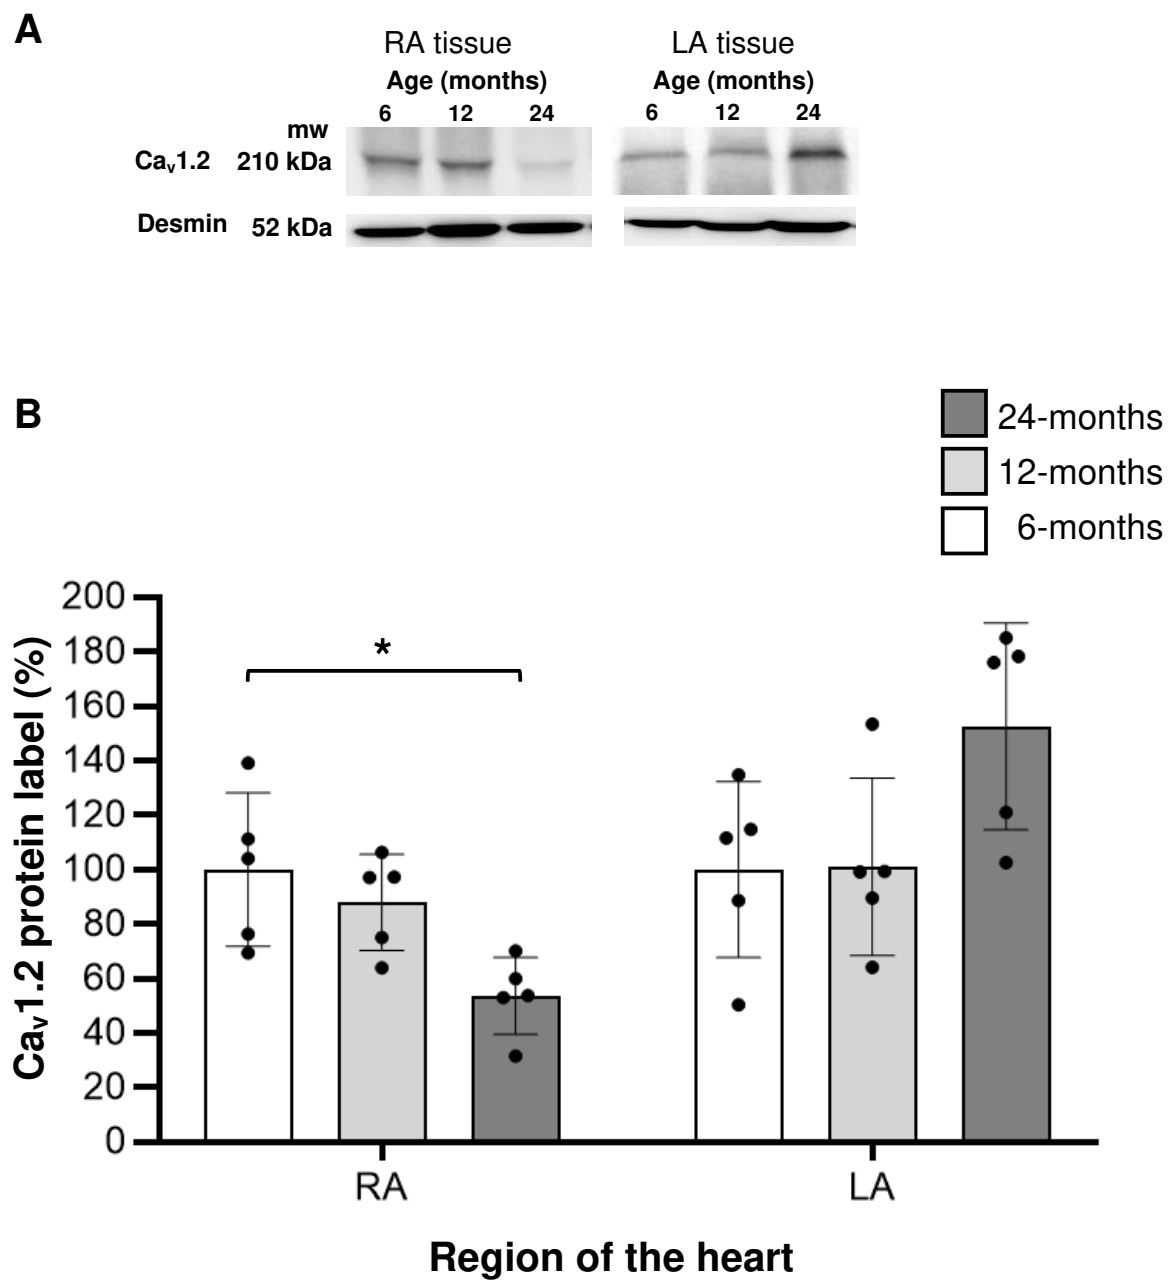 A
RA tissue LA tissue
Age (months) Age (months)
6 12 24 6 12 24
mw
Caᵥ1.2 210 kDa
Desmin 52 kDa
B
24-months
12-months
6-months
Caᵥ1.2 protein label (%)
200
180
160
140
120
100
80
60
40
20
0
*
RA LA
Region of the heart